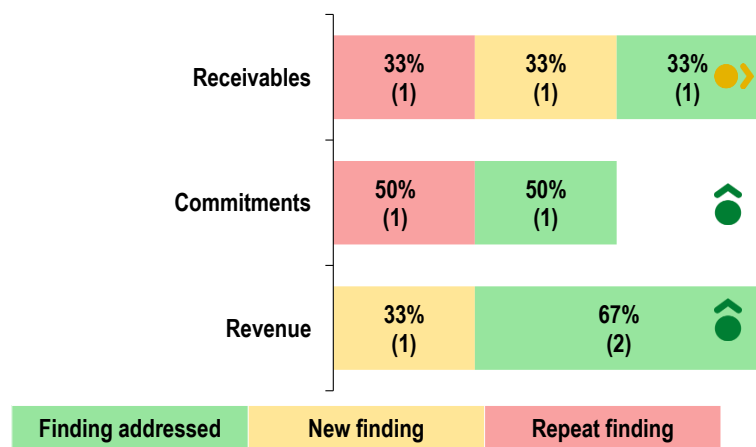 33% 33% 33%
Receivables
(1) (1) (1)
50% 50%
Commitments
(1) (1)
33% 67%
Revenue
(1) (2)
Finding addressed New finding Repeat finding